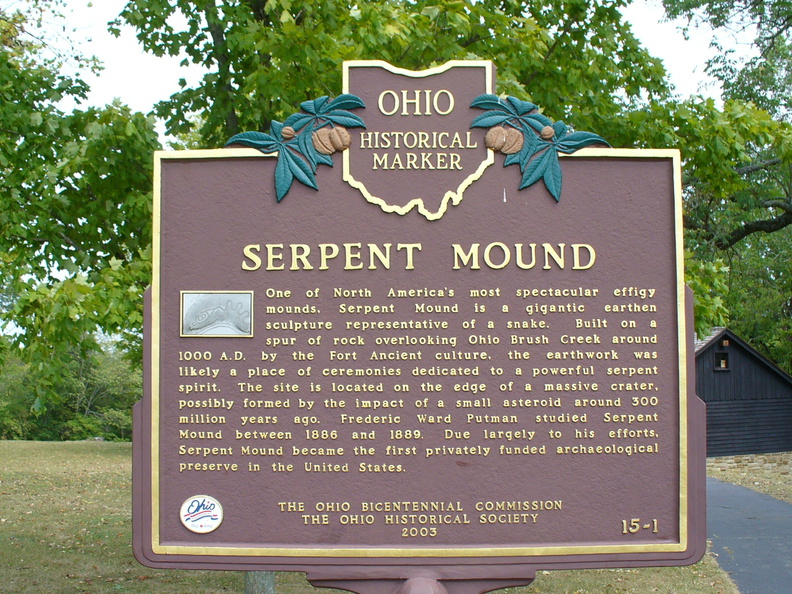 OHIO
HISTORICAL
MARKER
SERPENT MOUND
One of North America's most spectacular effigy
mounds, Serpent Mound is a gigantic earthen
sculpture representative of a snake. Built on a
spur of rock overlooking Ohio Brush Creek around
1000 A.D. by the Fort Ancient culture, the earthwork was
likely a place of ceremonies dedicated to a powerful serpent
spirit. The site is located on the edge of a massive crater,
possibly formed by the impact of a small asteroid around 300
million years ago. Frederic Ward Putman studied Serpent
Mound between 1886 and 1889. Due largely to his efforts,
Serpent Mound became the first privately funded archaeological
preserve in the United States.
Ohio
THE OHIO BICENTENNIAL COMMISSION
THE OHIO HISTORICAL SOCIETY
2003
15-1